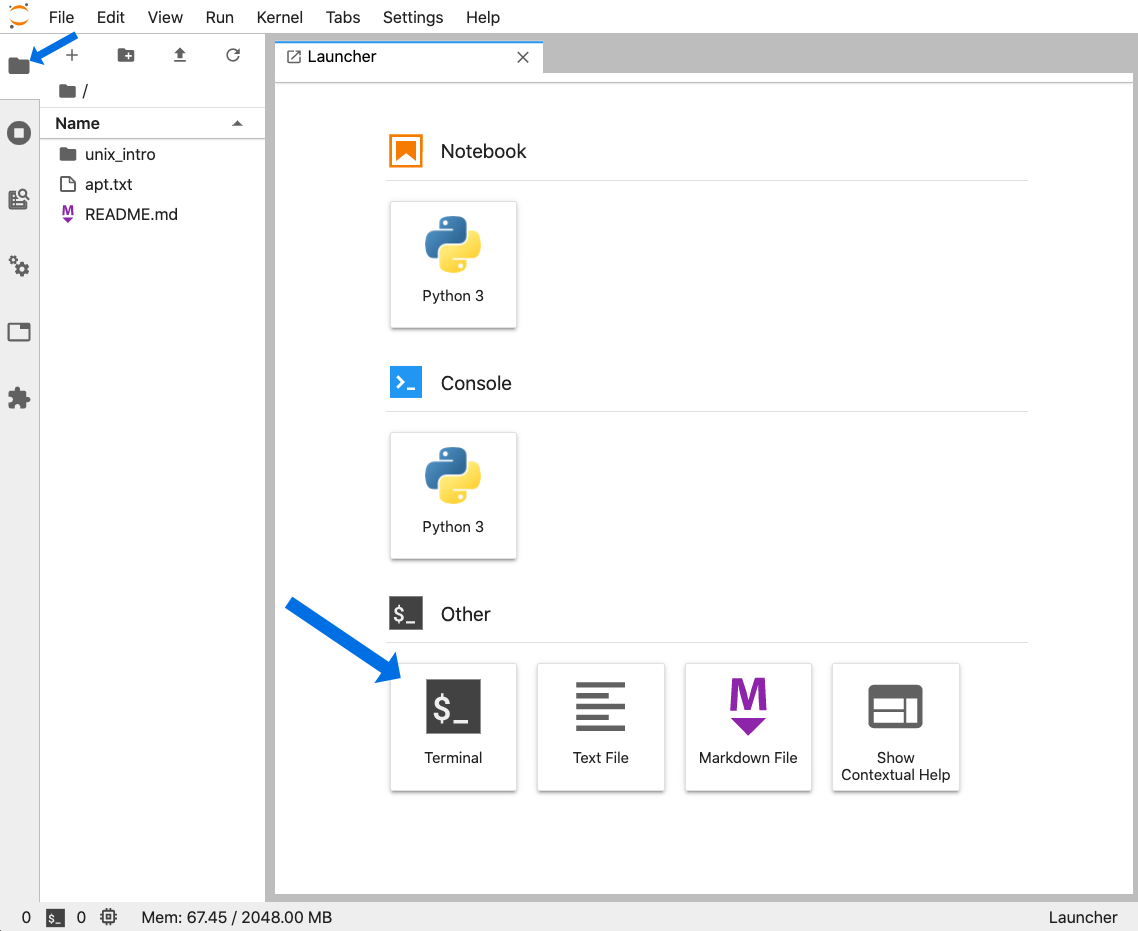 File Edit View Run Kernel Tabs Settings Help
Launcher
/
Name
unix_intro
apt.txt
README.md
Notebook
Python 3
Console
Python 3
$_ Other
$_
Terminal
Text File
Markdown File
Show
Contextual Help
0 $_ 0 Mem: 67.45 / 2048.00 MB Launcher